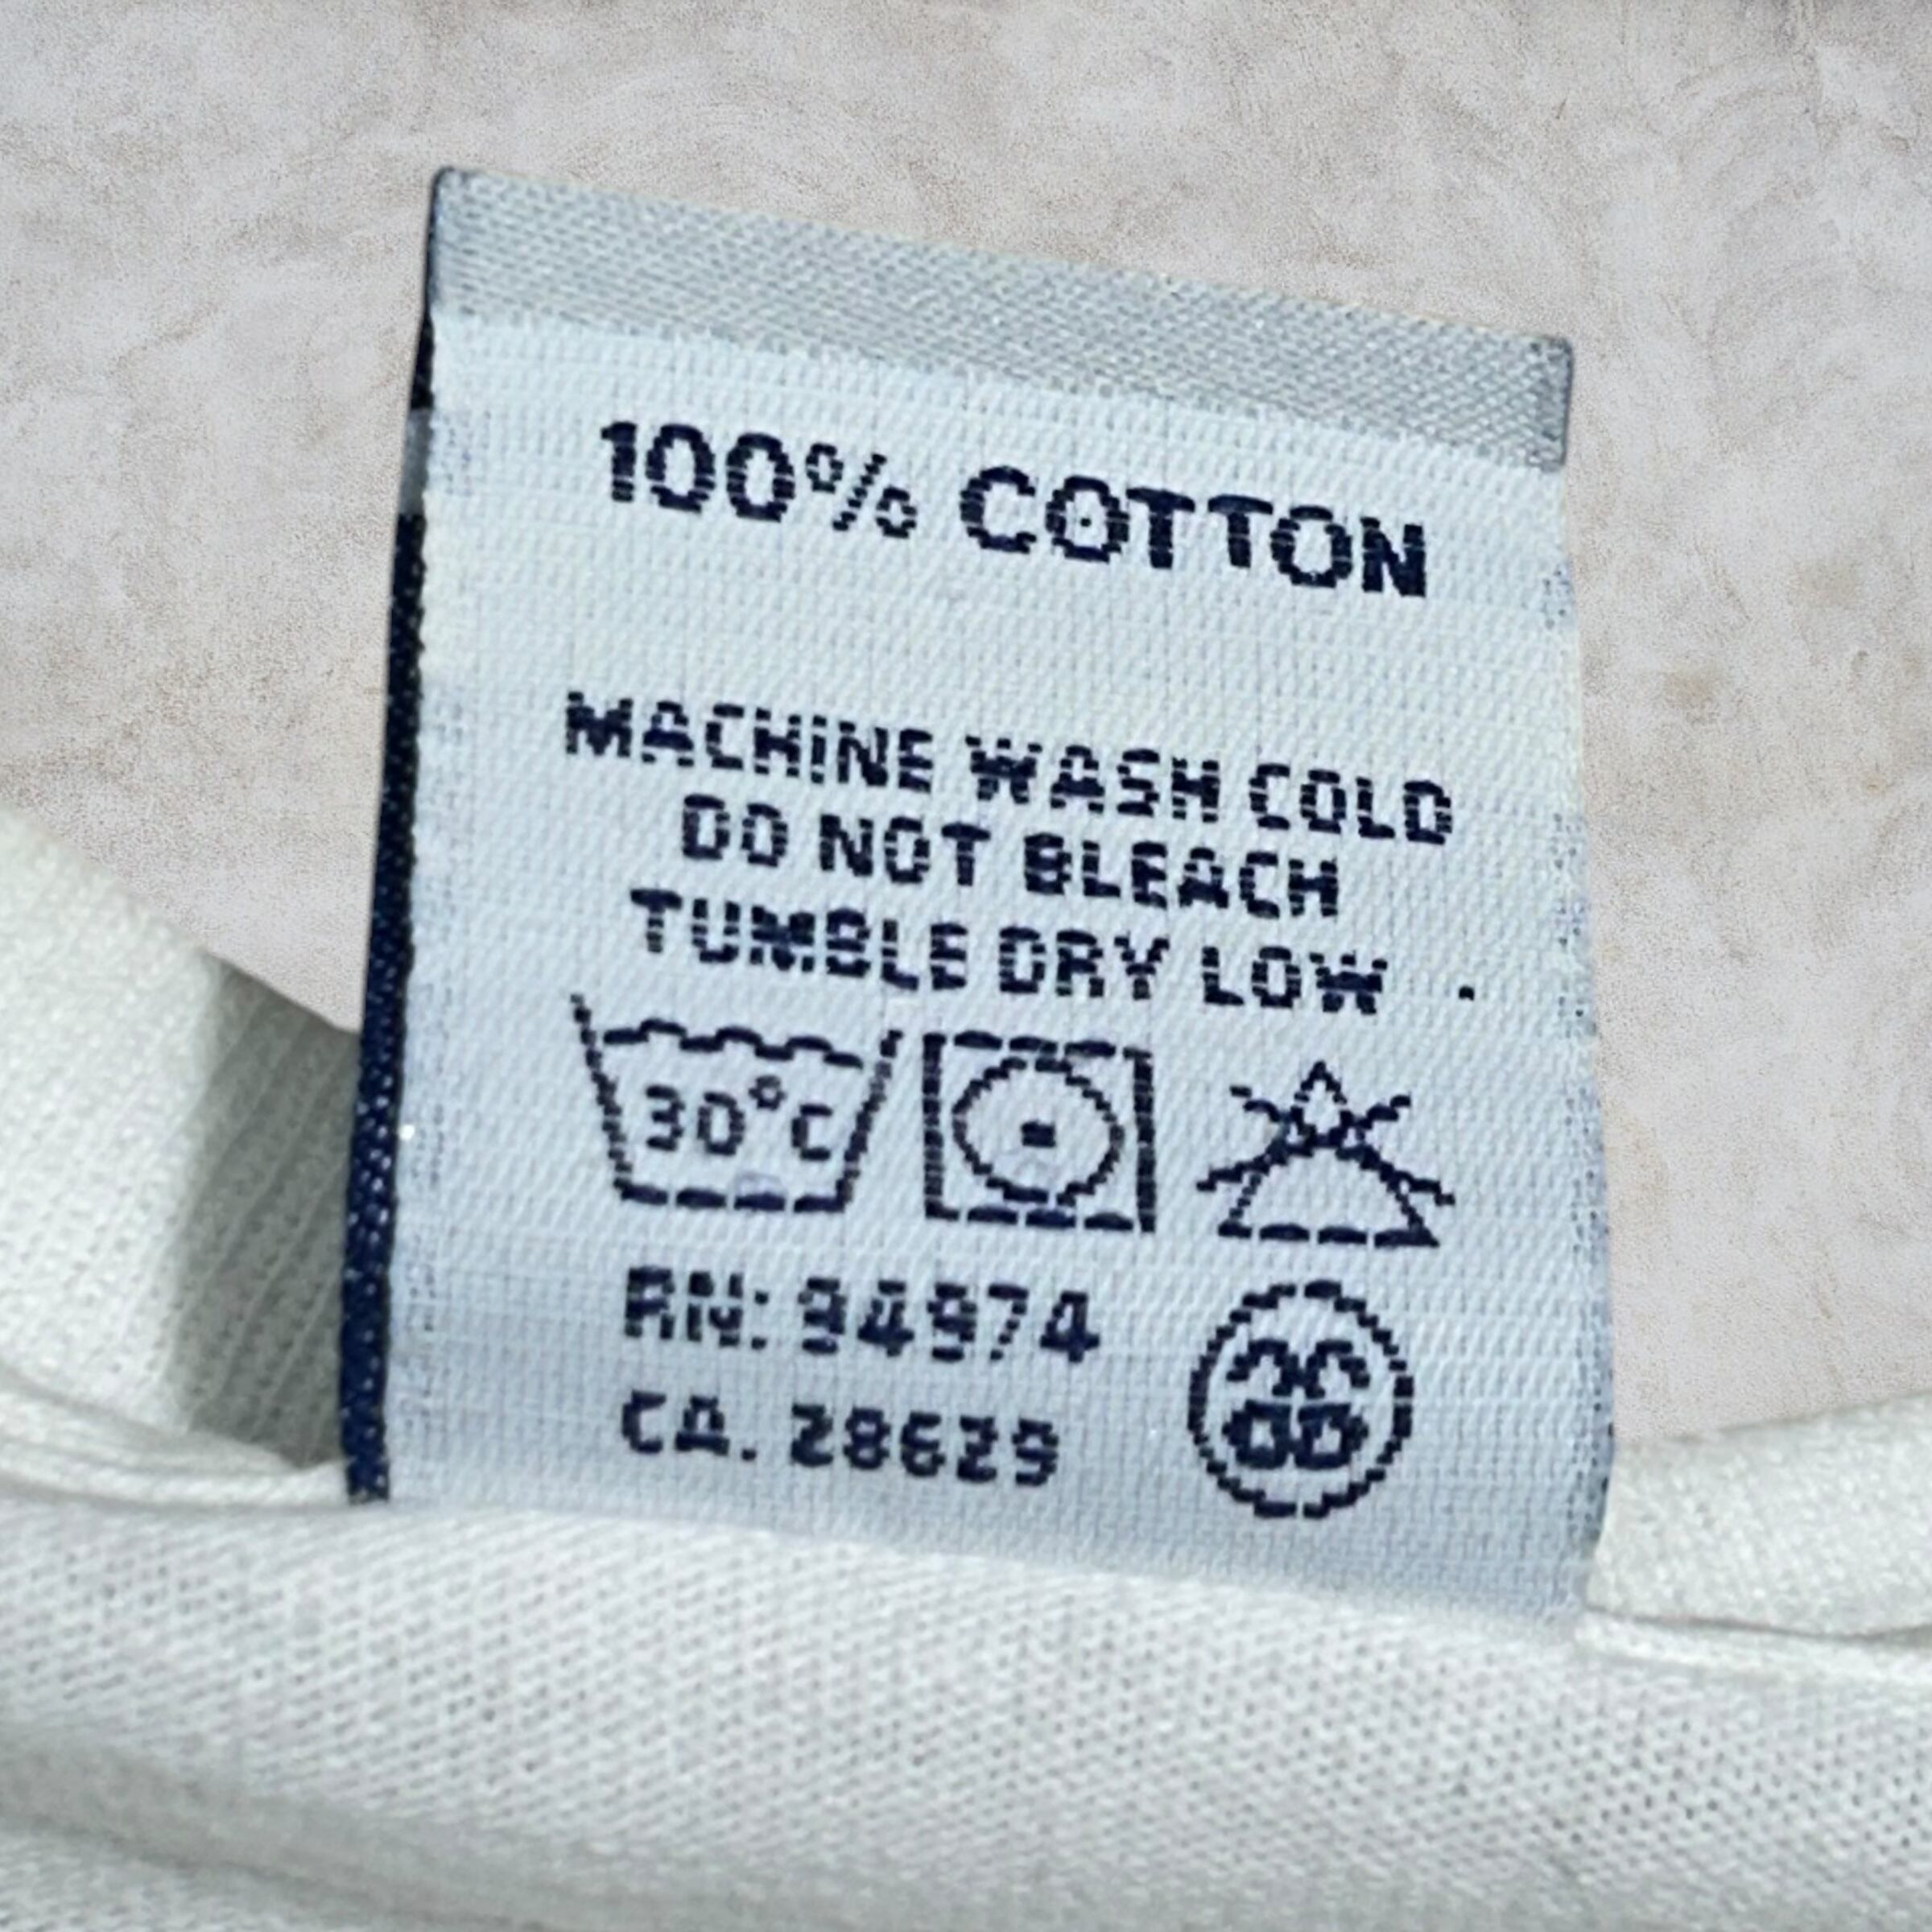 100% COTTON
MACHINE WASH COLD
DO NOT BLEACH
TUMBLE DRY LOW
30°C
RN: 94974
CA. 28629